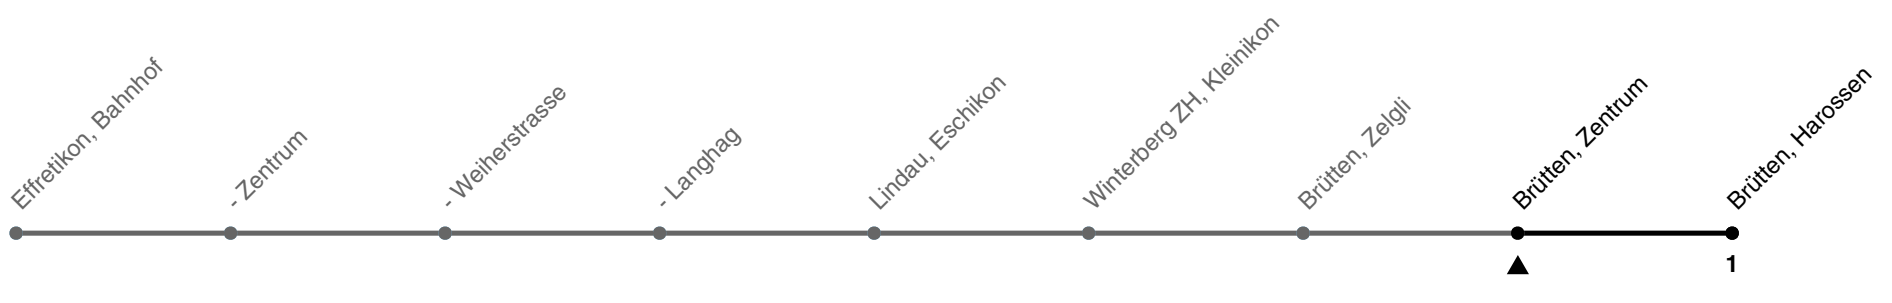 Effretikon, Bahnhof
- Zentrum
- Weiherstrasse
- Langhag
Lindau, Eschikon
Winterberg ZH, Kleinikon
Brütten, Zelgli
Brütten, Zentrum
Brütten, Harossen
1